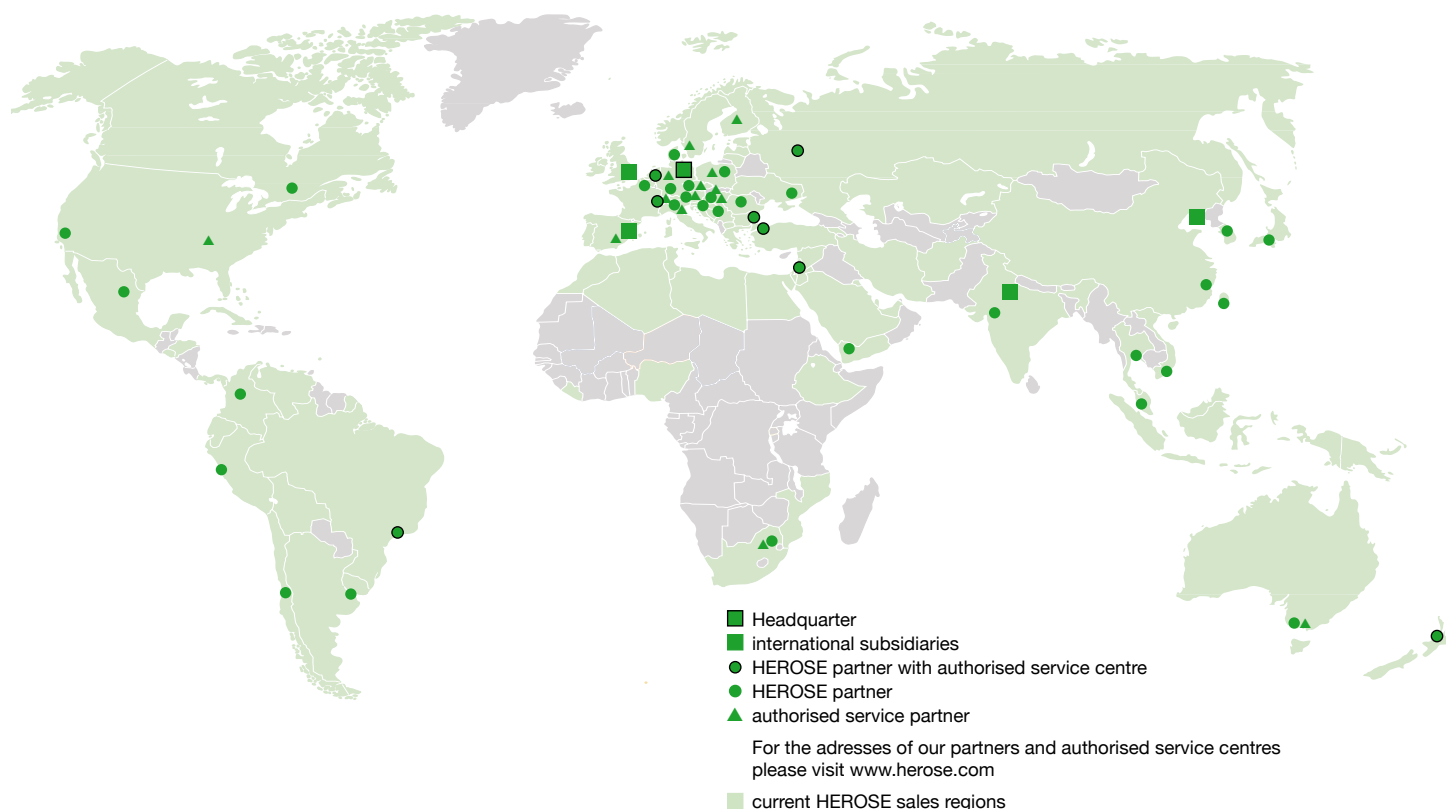 Headquarter
international subsidiaries
HEROSE partner with authorised service centre
HEROSE partner
authorised service partner
For the adresses of our partners and authorised service centres
please visit www.herose.com
current HEROSE sales regions